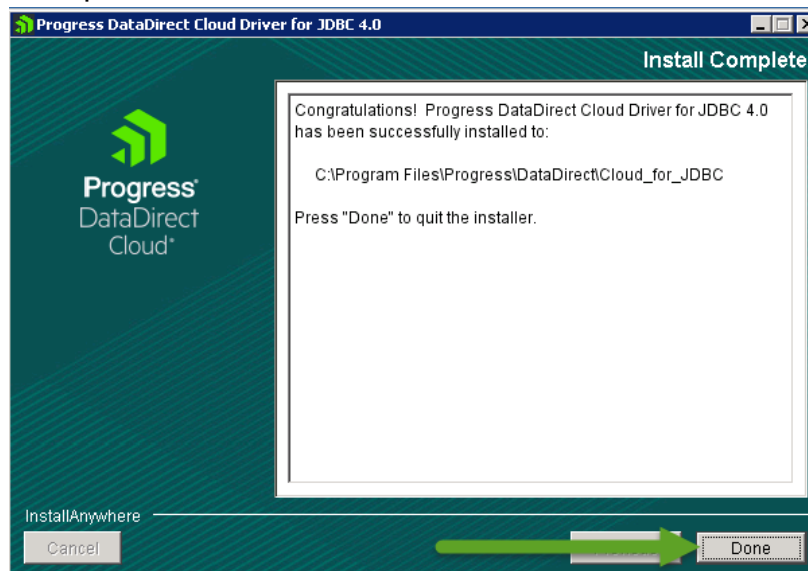 Progress DataDirect Cloud Driver for JDBC 4.0
Install Complete
Congratulations! Progress DataDirect Cloud Driver for JDBC 4.0
has been successfully installed to:
C:\Program Files\Progress\DataDirect\Cloud_for_JDBC
Press "Done" to quit the installer.
Progress
DataDirect
Cloud
InstallAnywhere
Cancel
Done